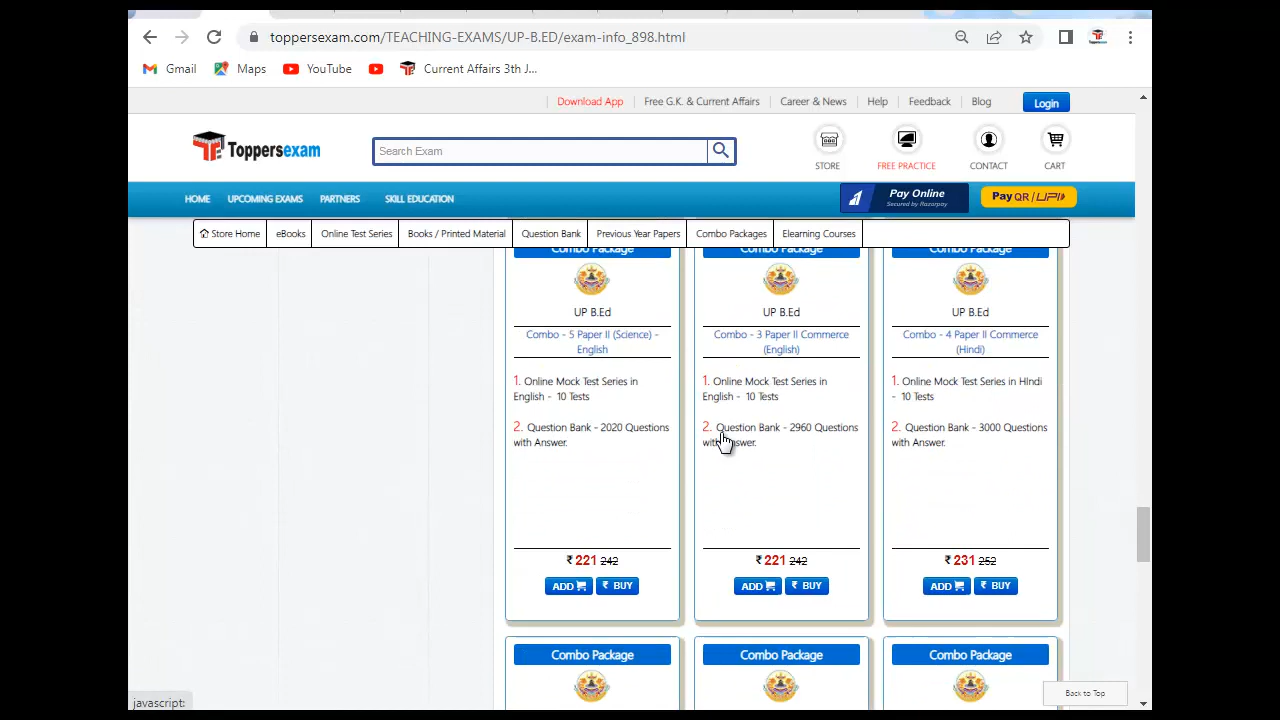 toppersexam.com/TEACHING-EXAMS/UP-B.ED/exam-info_898.html
Gmail Maps YouTube Current Affairs 3th J...
Download App Free G.K. & Current Affairs Career & News Help Feedback Blog Login
Toppersexam Search Exam STORE FREE PRACTICE CONTACT CART
HOME UPCOMING EXAMS PARTNERS SKILL EDUCATION Pay Online Secured by Razorpay Pay QR / UPI
Store Home eBooks Online Test Series Books / Printed Material Question Bank Previous Year Papers Combo Packages Elearning Courses
Combo Package
UP B.Ed
Combo - 5 Paper II (Science) -
English
1. Online Mock Test Series in
English - 10 Tests
2. Question Bank - 2020 Questions
with Answer.
₹ 221 242
ADD ₹ BUY
Combo Package
UP B.Ed
Combo - 3 Paper II Commerce
(English)
1. Online Mock Test Series in
English - 10 Tests
2. Question Bank - 2960 Questions
with Answer.
₹ 221 242
ADD ₹ BUY
Combo Package
UP B.Ed
Combo - 4 Paper II Commerce
(Hindi)
1. Online Mock Test Series in HIndi
- 10 Tests
2. Question Bank - 3000 Questions
with Answer.
₹ 231 252
ADD ₹ BUY
Combo Package Combo Package Combo Package
Back to Top
javascript: